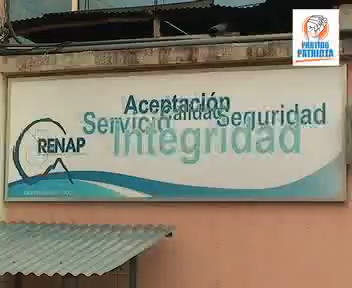 PARTIDO
PATRIOTA
Aceptación
Calidad
Servicio
Seguridad
Integridad
RENAP